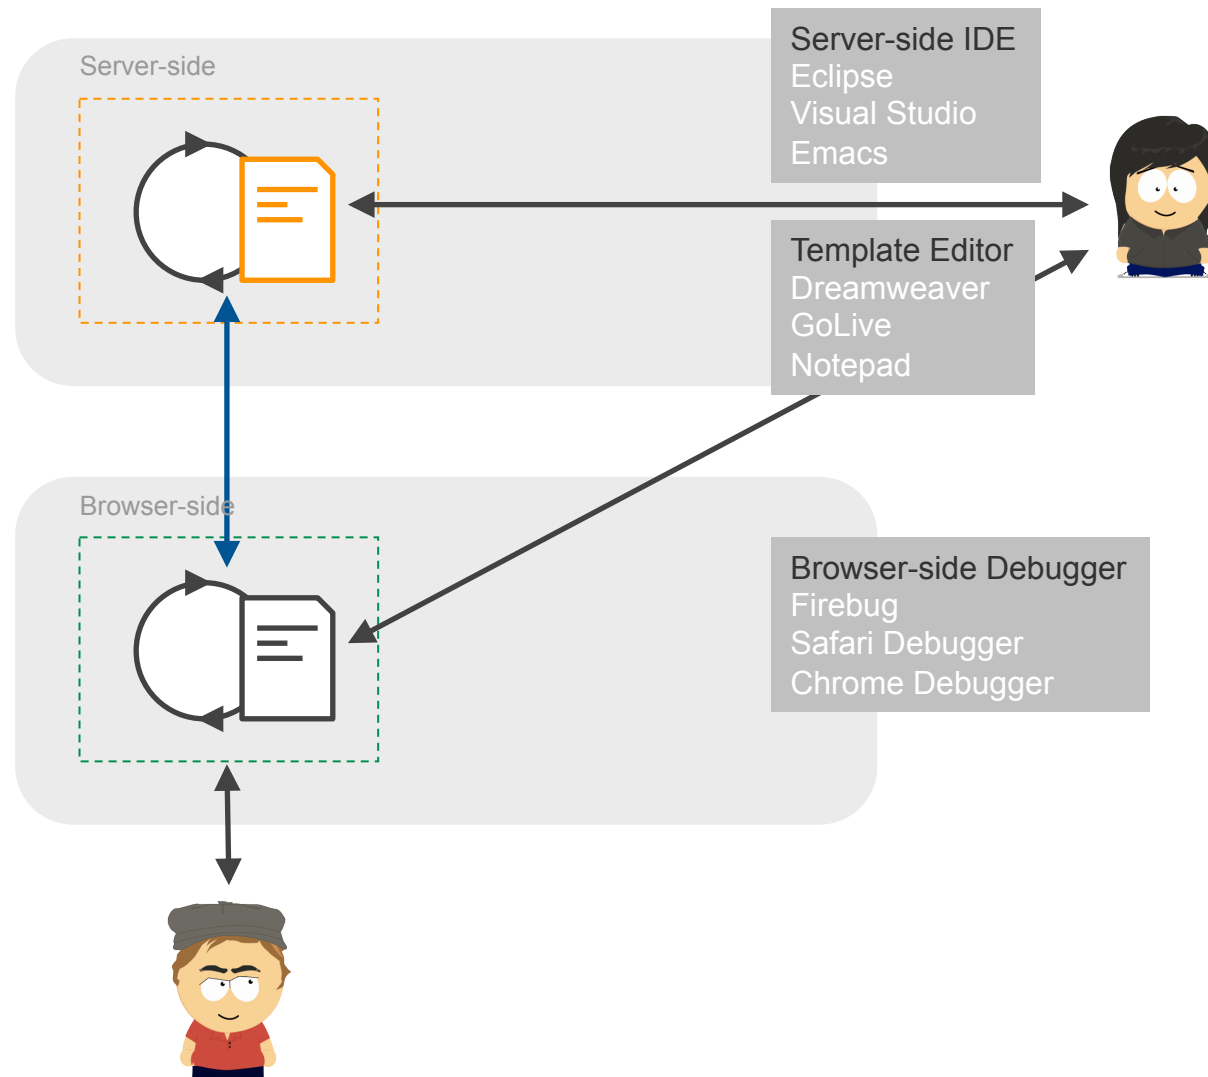 Server-side
Server-side IDE
Eclipse
Visual Studio
Emacs
Template Editor
Dreamweaver
GoLive
Notepad
Browser-side
Browser-side Debugger
Firebug
Safari Debugger
Chrome Debugger